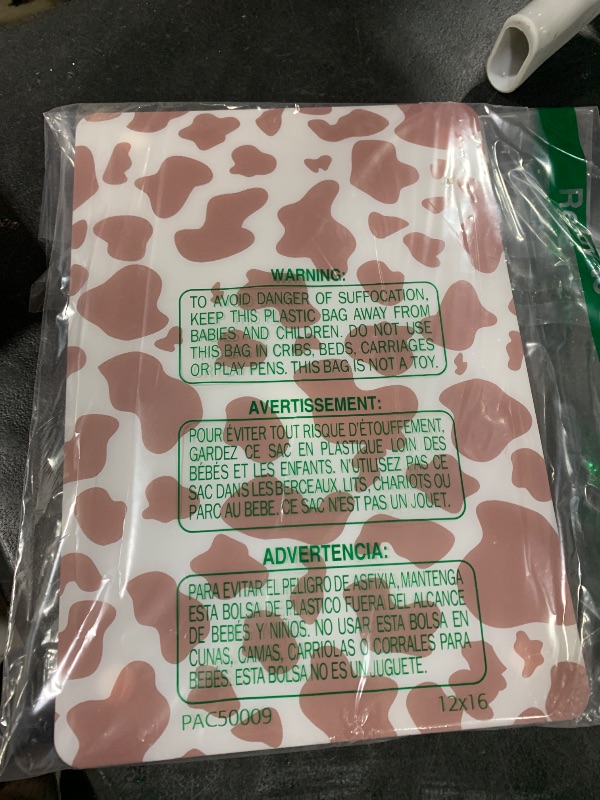 WARNING:
TO AVOID DANGER OF SUFFOCATION,
KEEP THIS PLASTIC BAG AWAY FROM
BABIES AND CHILDREN. DO NOT USE
THIS BAG IN CRIBS, BEDS, CARRIAGES
OR PLAY PENS. THIS BAG IS NOT A TOY.
AVERTISSEMENT:
POUR ÉVITER TOUT RISQUE D'ÉTOUFFEMENT,
GARDEZ CE SAC EN PLASTIQUE LOIN DES
BÉBÉS ET LES ENFANTS. N'UTILISEZ PAS CE
SAC DANS LES BERCEAUX, LITS, CHARIOTS OU
PARC AU BEBE. CE SAC N'EST PAS UN JOUET.
ADVERTENCIA:
PARA EVITAR EL PELIGRO DE ASFIXIA, MANTENGA
ESTA BOLSA DE PLASTICO FUERA DEL ALCANCE
DE BEBES Y NINOS. NO USAR ESTA BOLSA EN
CUNAS, CAMAS, CARRIOLAS O CORRALES PARA
BEBES. ESTA BOLSA NO ES UN JUGUETE.
PAC50009
12x16